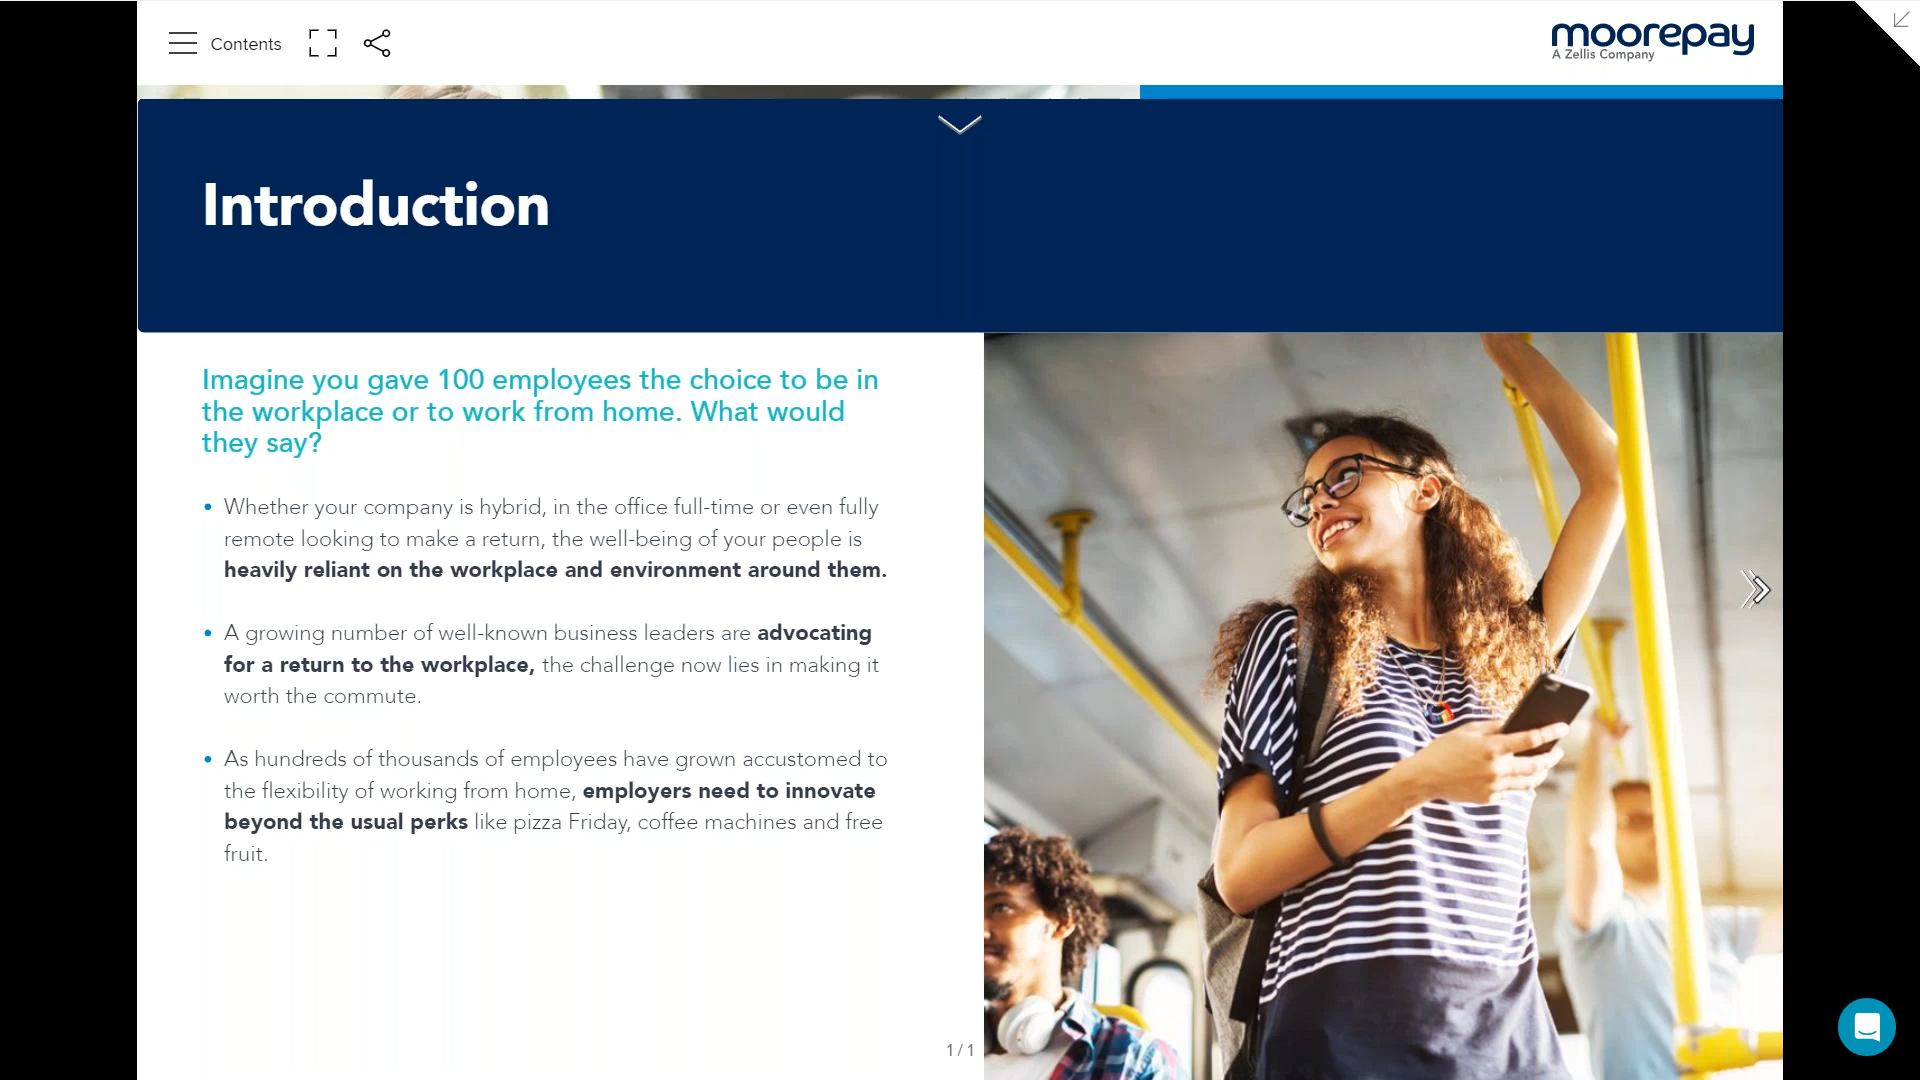 Contents
moorepay
A Zellis Company
Introduction
Imagine you gave 100 employees the choice to be in
the workplace or to work from home. What would
they say?
• Whether your company is hybrid, in the office full-time or even fully
remote looking to make a return, the well-being of your people is
heavily reliant on the workplace and environment around them.
• A growing number of well-known business leaders are advocating
for a return to the workplace, the challenge now lies in making it
worth the commute.
• As hundreds of thousands of employees have grown accustomed to
the flexibility of working from home, employers need to innovate
beyond the usual perks like pizza Friday, coffee machines and free
fruit.
1 / 1